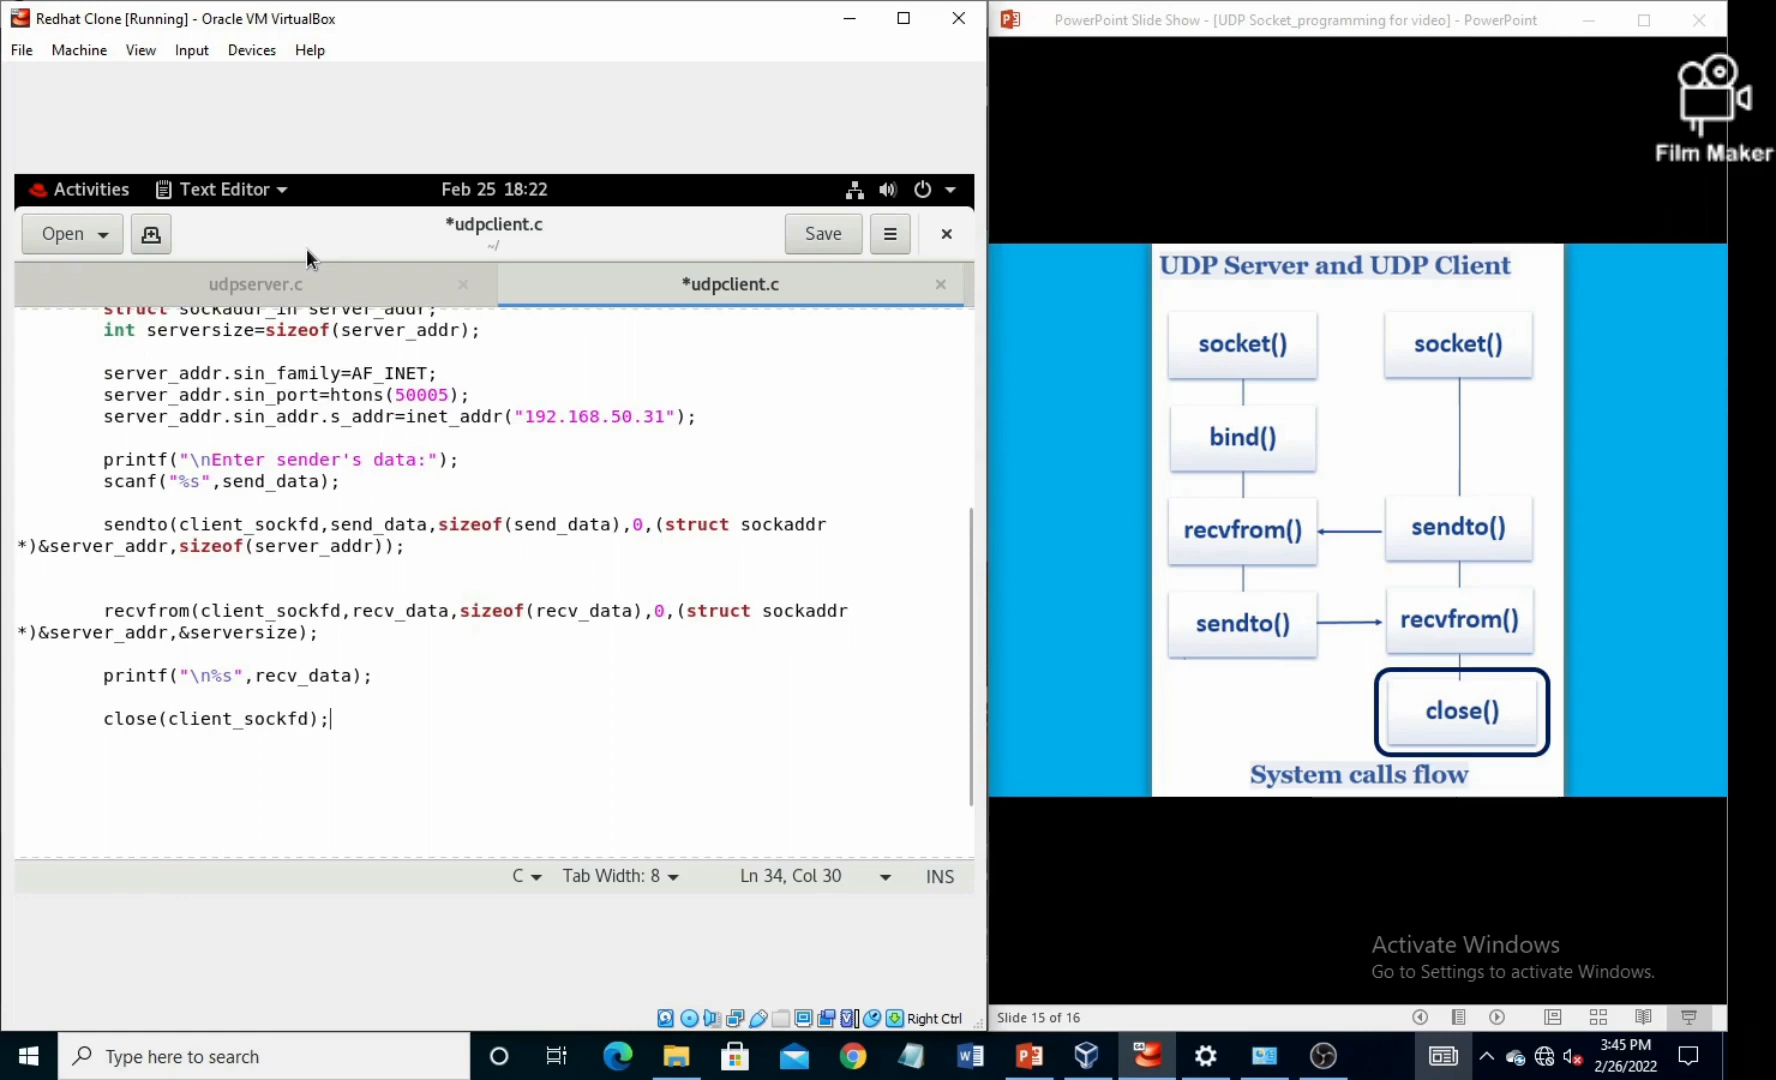 Redhat Clone [Running] - Oracle VM VirtualBox
File Machine View Input Devices Help
Activities Text Editor Feb 25 18:22
Open *udpclient.c Save
~/
udpserver.c *udpclient.c
struct sockaddr_in server_addr;
int serversize=sizeof(server_addr);
server_addr.sin_family=AF_INET;
server_addr.sin_port=htons(50005);
server_addr.sin_addr.s_addr=inet_addr("192.168.50.31");
printf("\nEnter sender's data:");
scanf("%s",send_data);
sendto(client_sockfd,send_data,sizeof(send_data),0,(struct sockaddr
*)&server_addr,sizeof(server_addr));
recvfrom(client_sockfd,recv_data,sizeof(recv_data),0,(struct sockaddr
*)&server_addr,&serversize);
printf("\n%s",recv_data);
close(client_sockfd);
C Tab Width: 8 Ln 34, Col 30 INS
Right Ctrl
PowerPoint Slide Show - [UDP Socket_programming for video] - PowerPoint
Film Maker
UDP Server and UDP Client
socket() socket()
bind()
recvfrom() sendto()
sendto() recvfrom()
close()
System calls flow
Activate Windows
Go to Settings to activate Windows.
Slide 15 of 16
Type here to search
3:45 PM
2/26/2022